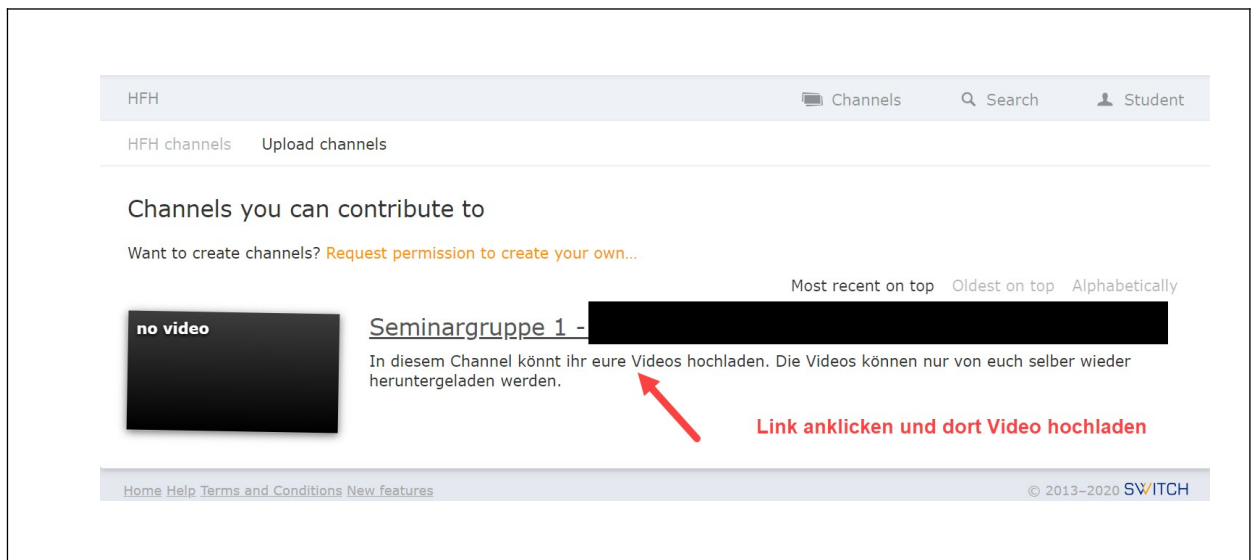 HFH Channels Search Student
HFH channels Upload channels
Channels you can contribute to
Want to create channels? Request permission to create your own...
Most recent on top Oldest on top Alphabetically
no video
Seminargruppe 1 -
In diesem Channel könnt ihr eure Videos hochladen. Die Videos können nur von euch selber wieder
heruntergeladen werden.
Link anklicken und dort Video hochladen
Home Help Terms and Conditions New features © 2013–2020 SWITCH